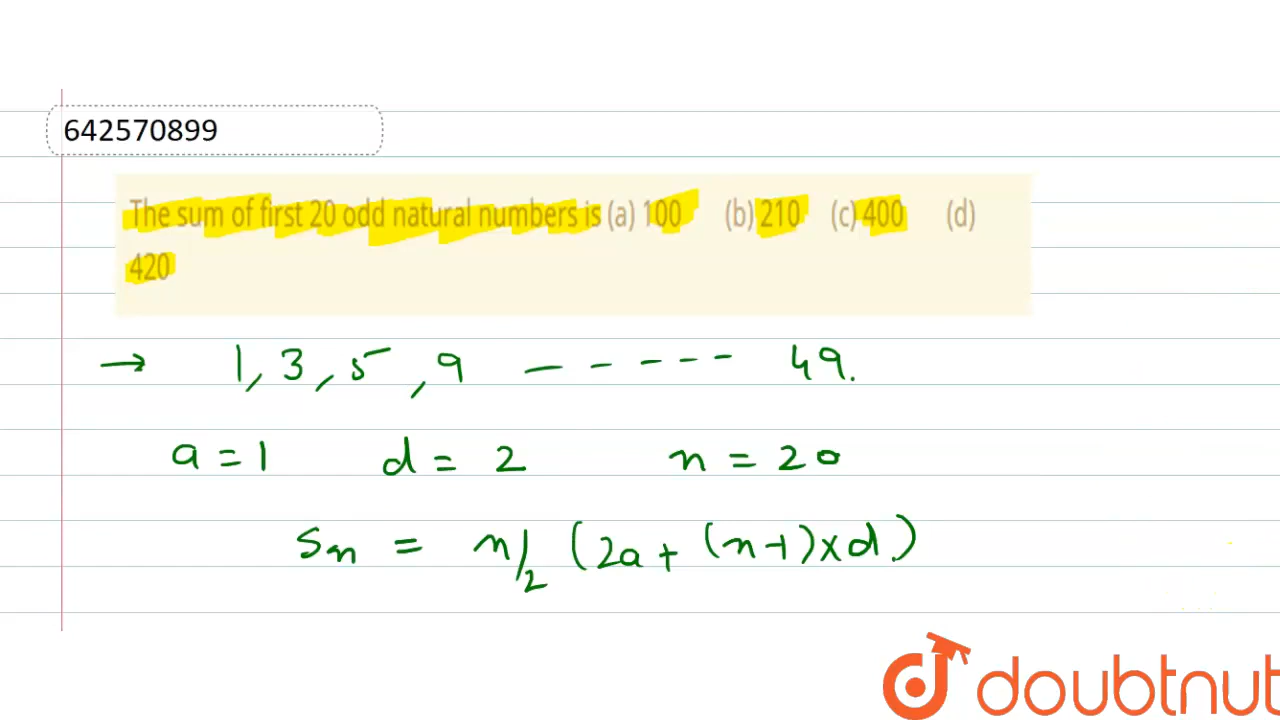 642570899
The sum of first 20 odd natural numbers is (a) 100 (b) 210 (c) 400 (d)
420
→ 1, 3, 5, 9 ----- 49.
a = 1 d = 2 n = 20
Sn = n/2 (2a + (n-1)×d.)
doubtnut